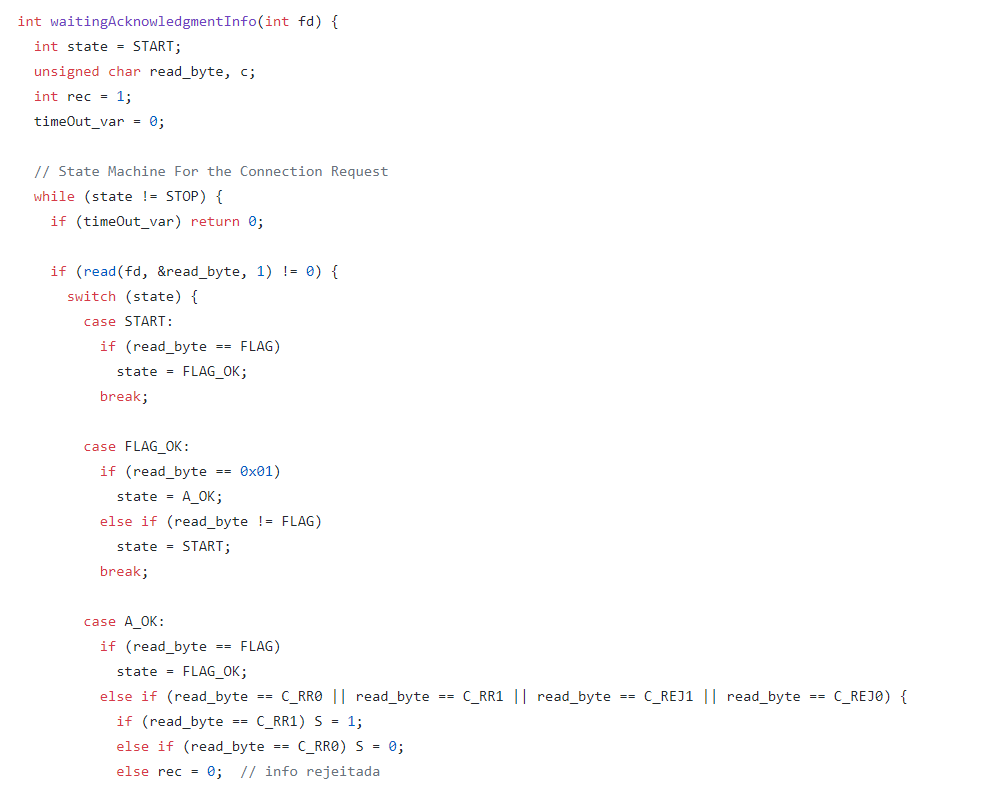 int waitingAcknowledgmentInfo(int fd) {
  int state = START;
  unsigned char read_byte, c;
  int rec = 1;
  timeOut_var = 0;

  // State Machine For the Connection Request
  while (state != STOP) {
    if (timeOut_var) return 0;

    if (read(fd, &read_byte, 1) != 0) {
      switch (state) {
        case START:
          if (read_byte == FLAG)
            state = FLAG_OK;
          break;

        case FLAG_OK:
          if (read_byte == 0x01)
            state = A_OK;
          else if (read_byte != FLAG)
            state = START;
          break;

        case A_OK:
          if (read_byte == FLAG)
            state = FLAG_OK;
          else if (read_byte == C_RR0 || read_byte == C_RR1 || read_byte == C_REJ1 || read_byte == C_REJ0) {
            if (read_byte == C_RR1) S = 1;
            else if (read_byte == C_RR0) S = 0;
            else rec = 0;  // info rejeitada